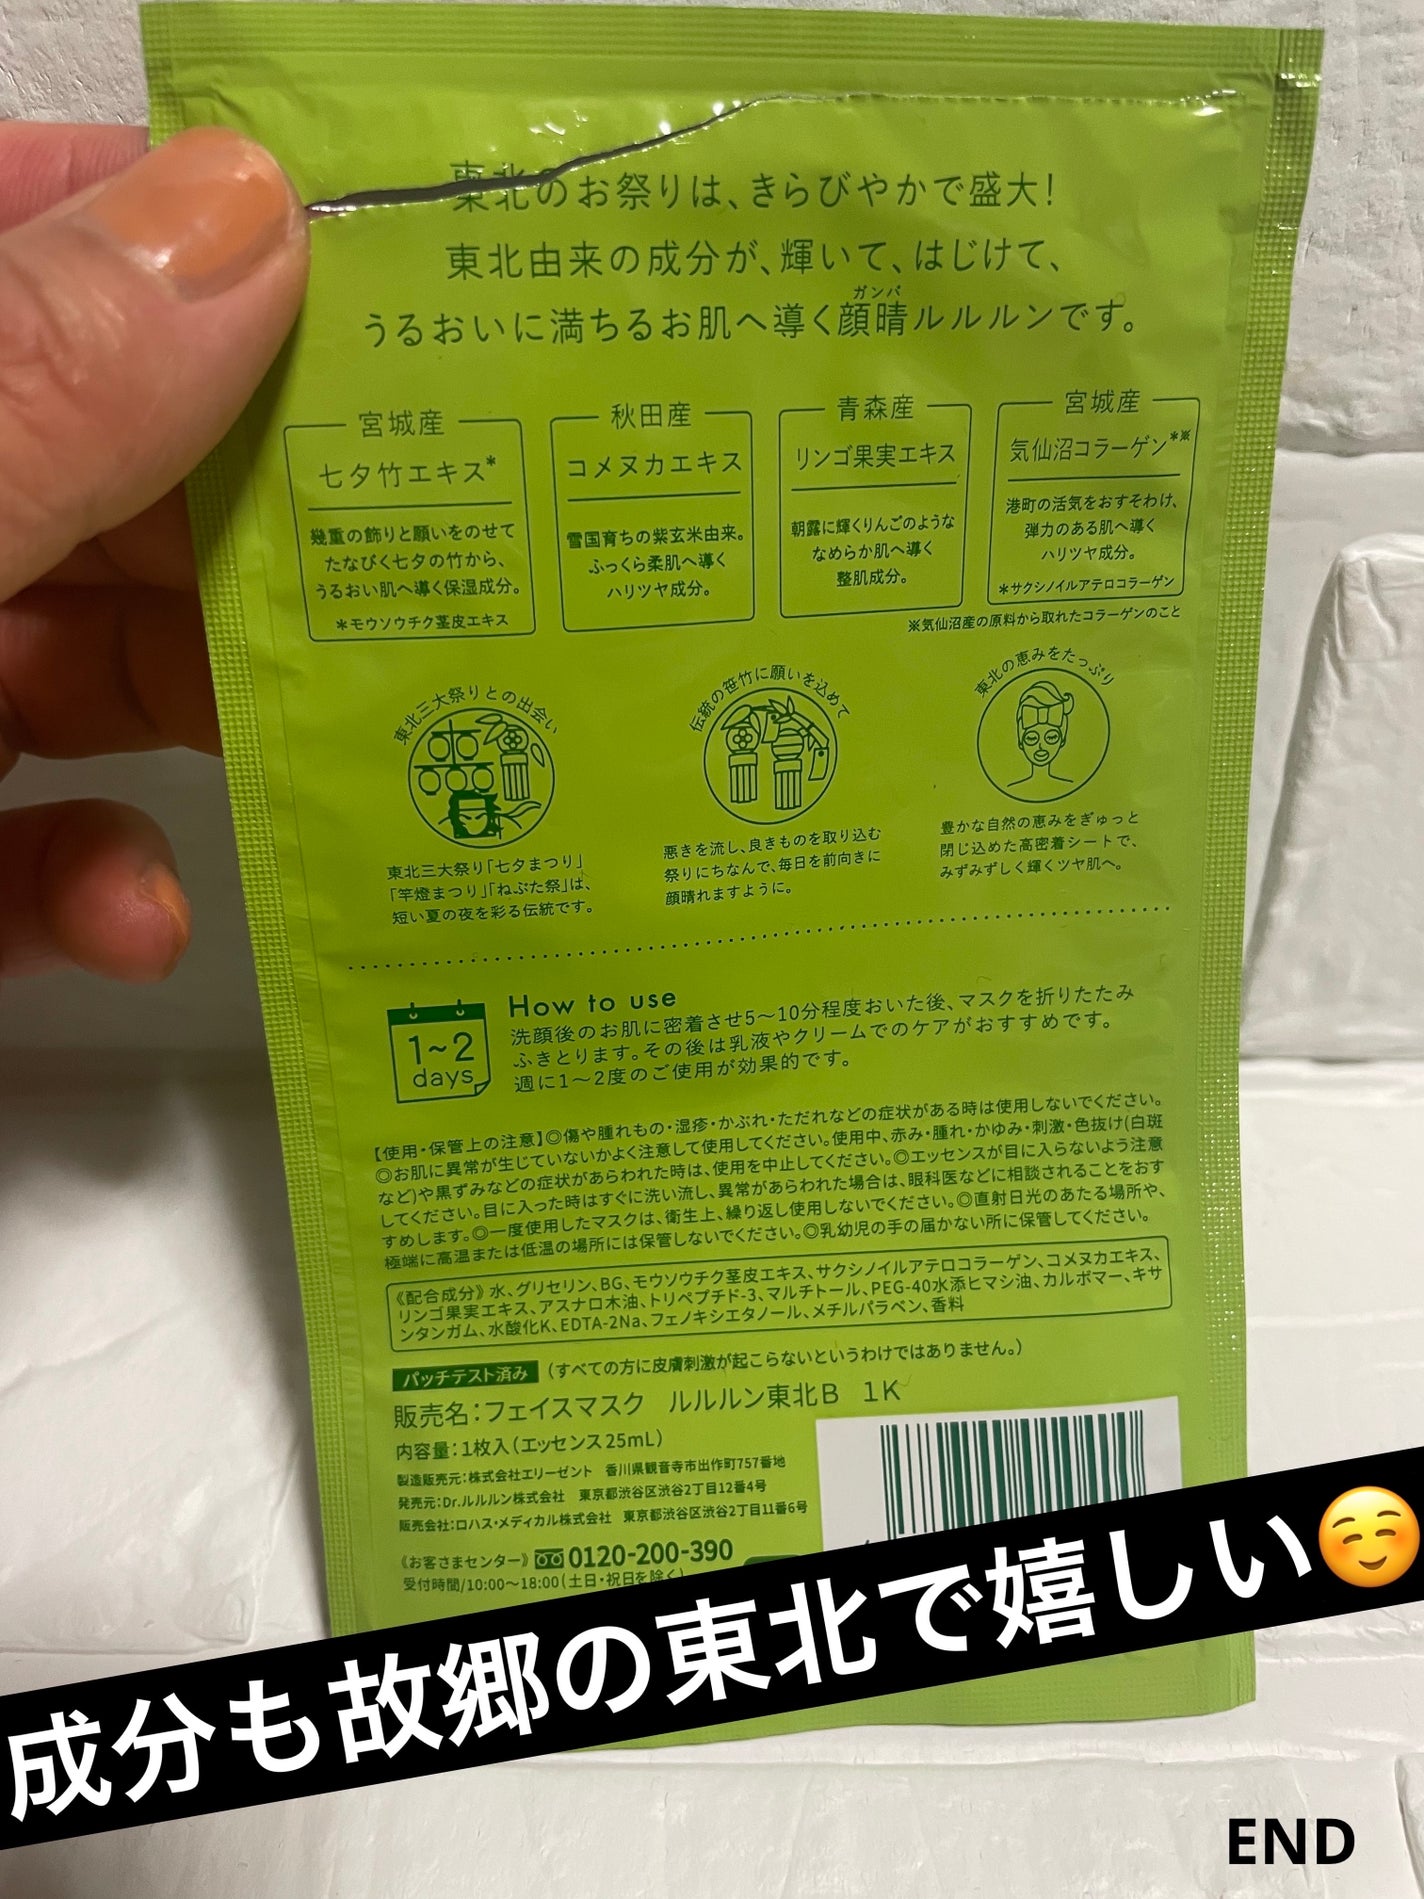 東北のお祭りは、きらびやかで盛大!
東北由来の成分が、輝いて、はじけて、
うるおいに満ちるお肌へ導く顔晴ルルルンです。
ガンバ
宮城産
七夕竹エキス*
幾重の飾りと願いをのせて
たなびく七夕の竹から、
うるおい肌へ導く保湿成分。
*モウソウチク茎皮エキス
秋田産
コメヌカエキス
雪国育ちの紫玄米由来。
ふっくら柔肌へ導く
ハリツヤ成分。
青森産
リンゴ果実エキス
朝露に輝くりんごのような
なめらか肌へ導く
整肌成分。
宮城産
気仙沼コラーゲン*※
港町の活気をおすそわけ、
弾力のある肌へ導く
ハリツヤ成分。
*サクシノイルアテロコラーゲン
※気仙沼産の原料から取れたコラーゲンのこと
東北三大祭りとの出会い
東北三大祭り「七夕まつり」
「竿燈まつり」「ねぶた祭」は、
短い夏の夜を彩る伝統です。
伝統の笹竹に願いを込めて
悪きを流し、良きものを取り込む
祭りにちなんで、毎日を前向きに
顔晴れますように。
東北の恵みをたっぷり
豊かな自然の恵みをぎゅっと
閉じ込めた高密着シートで、
みずみずしく輝くツヤ肌へ。
1~2
days
How to use
洗顔後のお肌に密着させ5~10分程度おいた後、マスクを折りたたみ
ふきとります。その後は乳液やクリームでのケアがおすすめです。
週に1~2度のご使用が効果的です。
【使用・保管上の注意】◎傷や腫れもの・湿疹・かぶれ・ただれなどの症状がある時は使用しないでください。
◎お肌に異常が生じていないかよく注意して使用してください。使用中、赤み・腫れ・かゆみ・刺激・色抜け(白斑
など)や黒ずみなどの症状があらわれた時は、使用を中止してください。◎エッセンスが目に入らないよう注意
してください。目に入った時はすぐに洗い流し、異常があらわれた場合は、眼科医などに相談されることをおす
すめします。◎一度使用したマスクは、衛生上、繰り返し使用しないでください。◎直射日光のあたる場所や、
極端に高温または低温の場所には保管しないでください。◎乳幼児の手の届かない所に保管してください。
《配合成分》水、グリセリン、BG、モウソウチク茎皮エキス、サクシノイルアテロコラーゲン、コメヌカエキス、
リンゴ果実エキス、アスナロ木油、トリペプチド-3、マルチトール、PEG-40水添ヒマシ油、カルボマー、キサ
ンタンガム、水酸化K、EDTA-2Na、フェノキシエタノール、メチルパラベン、香料
パッチテスト済み (すべての方に皮膚刺激が起こらないというわけではありません。)
販売名:フェイスマスク ルルルン東北B 1K
内容量:1枚入(エッセンス25mL)
製造販売元:株式会社エリーゼント 香川県観音寺市出作町757番地
発売元:Dr.ルルルン株式会社 東京都渋谷区渋谷2丁目12番4号
販売会社:ロハス・メディカル株式会社 東京都渋谷区渋谷2丁目11番6号
《お客さまセンター》0120-200-390
受付時間/10:00~18:00(土日・祝日を除く)
成分も故郷の東北で嬉しい☺️
END